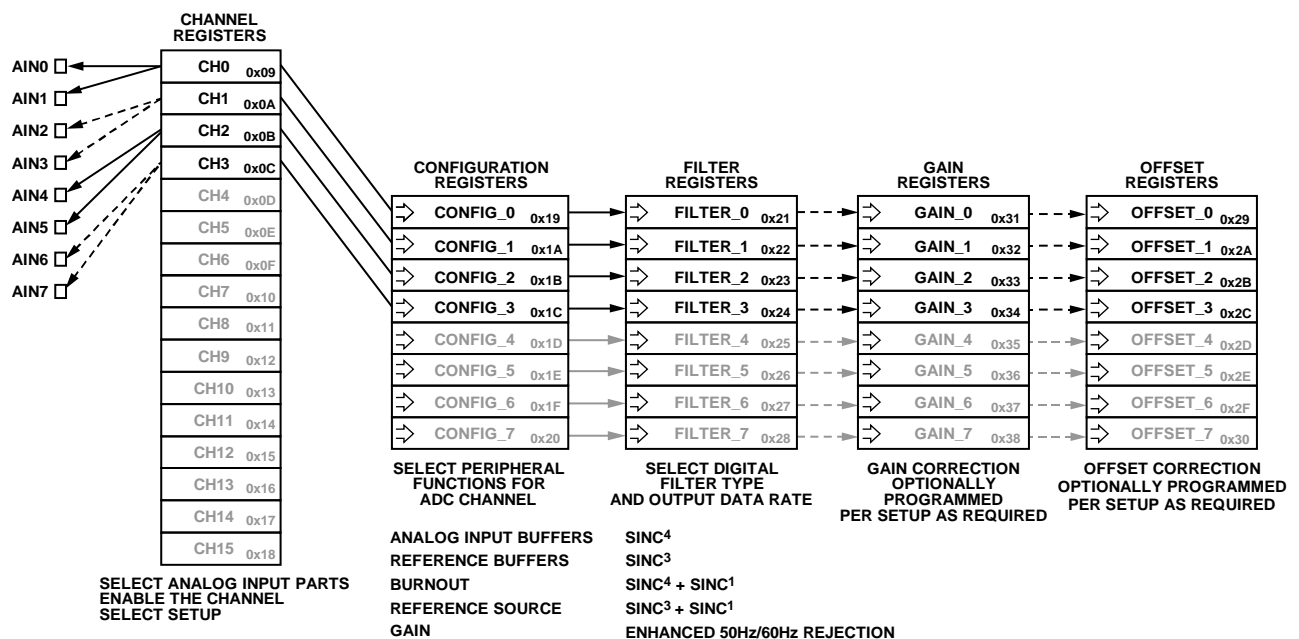 CHANNEL
REGISTERS
AIN0
AIN1
AIN2
AIN3
AIN4
AIN5
AIN6
AIN7
CH0 0x09
CH1 0x0A
CH2 0x0B
CH3 0x0C
CH4 0x0D
CH5 0x0E
CH6 0x0F
CH7 0x10
CH8 0x11
CH9 0x12
CH10 0x13
CH11 0x14
CH12 0x15
CH13 0x16
CH14 0x17
CH15 0x18
SELECT ANALOG INPUT PARTS
ENABLE THE CHANNEL
SELECT SETUP
CONFIGURATION
REGISTERS
CONFIG_0 0x19
CONFIG_1 0x1A
CONFIG_2 0x1B
CONFIG_3 0x1C
CONFIG_4 0x1D
CONFIG_5 0x1E
CONFIG_6 0x1F
CONFIG_7 0x20
SELECT PERIPHERAL
FUNCTIONS FOR
ADC CHANNEL
ANALOG INPUT BUFFERS
REFERENCE BUFFERS
BURNOUT
REFERENCE SOURCE
GAIN
FILTER
REGISTERS
FILTER_0 0x21
FILTER_1 0x22
FILTER_2 0x23
FILTER_3 0x24
FILTER_4 0x25
FILTER_5 0x26
FILTER_6 0x27
FILTER_7 0x28
SELECT DIGITAL
FILTER TYPE
AND OUTPUT DATA RATE
SINC⁴
SINC³
SINC⁴ + SINC¹
SINC³ + SINC¹
ENHANCED 50Hz/60Hz REJECTION
GAIN
REGISTERS
GAIN_0 0x31
GAIN_1 0x32
GAIN_2 0x33
GAIN_3 0x34
GAIN_4 0x35
GAIN_5 0x36
GAIN_6 0x37
GAIN_7 0x38
GAIN CORRECTION
OPTIONALLY
PROGRAMMED
PER SETUP AS REQUIRED
OFFSET
REGISTERS
OFFSET_0 0x29
OFFSET_1 0x2A
OFFSET_2 0x2B
OFFSET_3 0x2C
OFFSET_4 0x2D
OFFSET_5 0x2E
OFFSET_6 0x2F
OFFSET_7 0x30
OFFSET CORRECTION
OPTIONALLY PROGRAMMED
PER SETUP AS REQUIRED